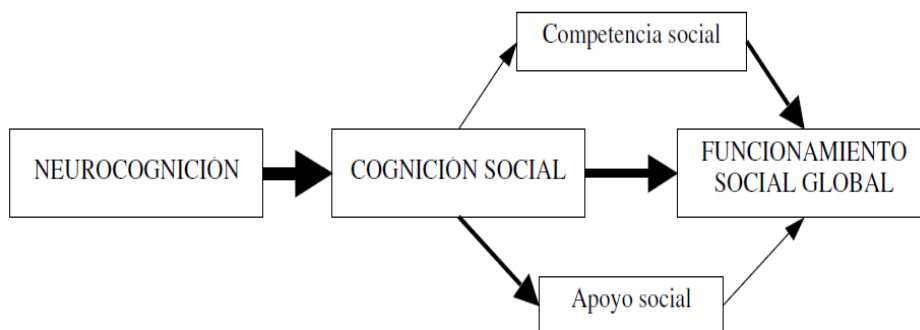 Competencia social
NEUROCOGNICIÓN
COGNICIÓN SOCIAL
FUNCIONAMIENTO
SOCIAL GLOBAL
Apoyo social